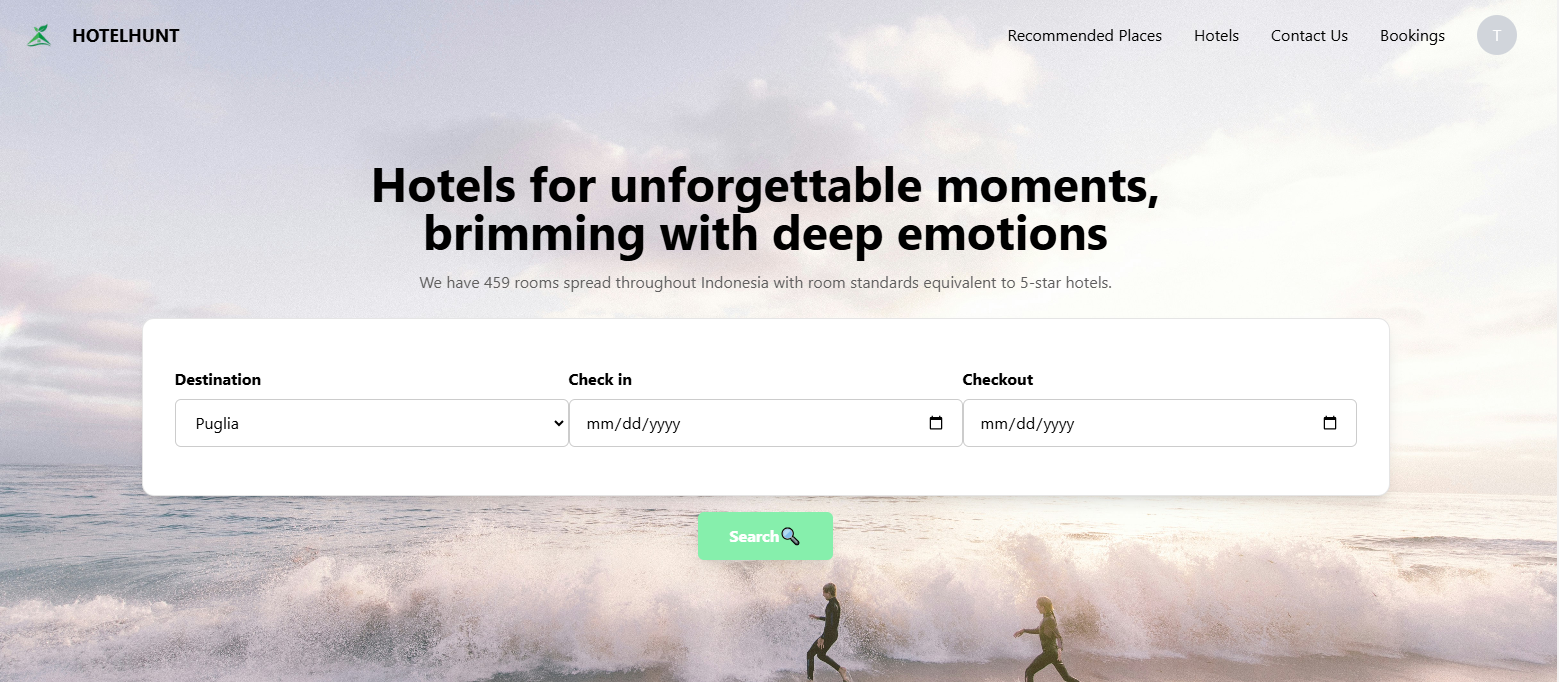 HOTELHUNT
Recommended Places Hotels Contact Us Bookings T
Hotels for unforgettable moments,
brimming with deep emotions
We have 459 rooms spread throughout Indonesia with room standards equivalent to 5-star hotels.
Destination Check in Checkout
Puglia mm/dd/yyyy mm/dd/yyyy
Search